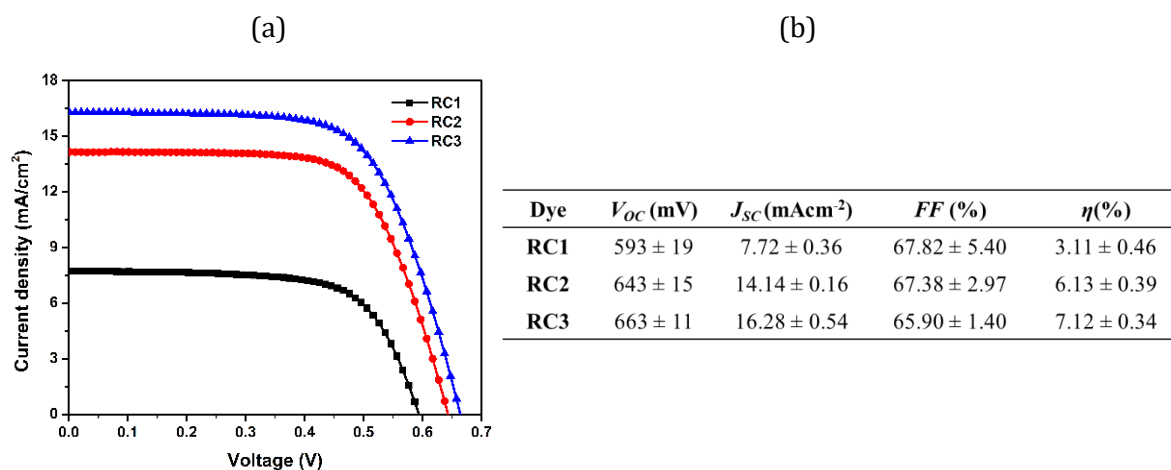 (a)
(b)
18
15
12
9
6
3
0
Current density (mA/cm²)
RC1
RC2
RC3
0.0 0.1 0.2 0.3 0.4 0.5 0.6 0.7
Voltage (V)
Dye V_OC (mV) J_SC (mAcm⁻²) FF (%) η(%)
RC1 593 ± 19 7.72 ± 0.36 67.82 ± 5.40 3.11 ± 0.46
RC2 643 ± 15 14.14 ± 0.16 67.38 ± 2.97 6.13 ± 0.39
RC3 663 ± 11 16.28 ± 0.54 65.90 ± 1.40 7.12 ± 0.34